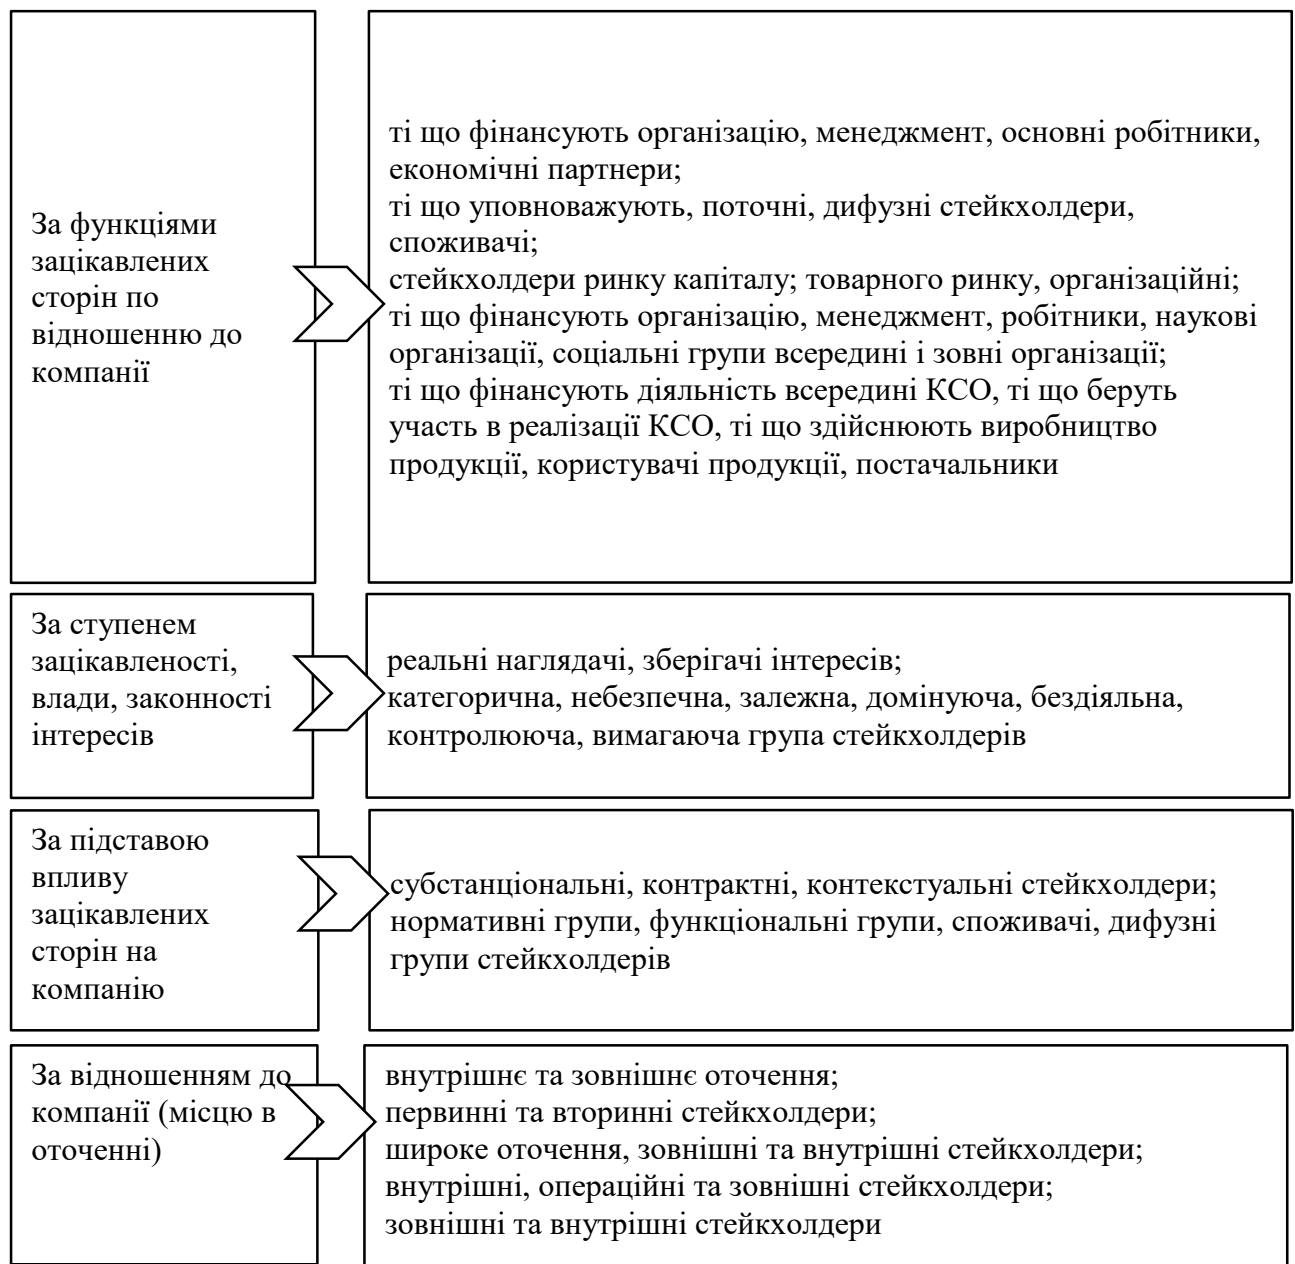 За функціями
зацікавлених
сторін по
відношенню до
компанії
ті що фінансують організацію, менеджмент, основні робітники,
економічні партнери;
ті що уповноважують, поточні, дифузні стейкхолдери,
споживачі;
стейкхолдери ринку капіталу; товарного ринку, організаційні;
ті що фінансують організацію, менеджмент, робітники, наукові
організації, соціальні групи всередині і зовні організації;
ті що фінансують діяльність всередині КСО, ті що беруть
участь в реалізації КСО, ті що здійснюють виробництво
продукції, користувачі продукції, постачальники
За ступенем
зацікавленості,
влади, законності
інтересів
реальні наглядачі, зберігачі інтересів;
категорична, небезпечна, залежна, домінуюча, бездіяльна,
контролююча, вимагаюча група стейкхолдерів
За підставою
впливу
зацікавлених
сторін на
компанію
субстанціональні, контрактні, контекстуальні стейкхолдери;
нормативні групи, функціональні групи, споживачі, дифузні
групи стейкхолдерів
За відношенням до
компанії (місцю в
оточенні)
внутрішнє та зовнішнє оточення;
первинні та вторинні стейкхолдери;
широке оточення, зовнішні та внутрішні стейкхолдери;
внутрішні, операційні та зовнішні стейкхолдери;
зовнішні та внутрішні стейкхолдери